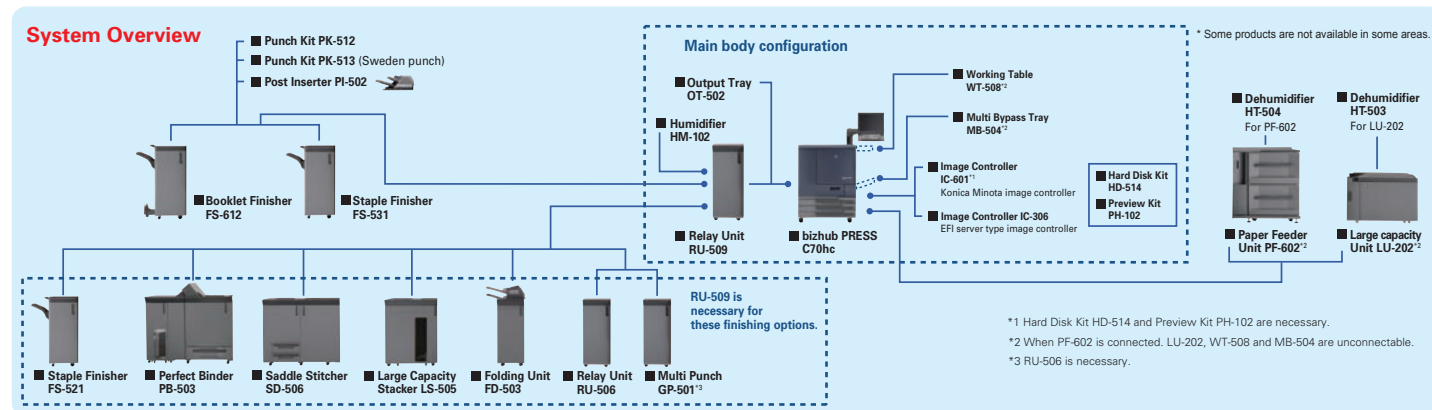 System Overview
Punch Kit PK-512
Punch Kit PK-513 (Sweden punch)
Post Inserter PI-502
Booklet Finisher
FS-612
Staple Finisher
FS-531
Main body configuration
Output Tray
OT-502
Humidifier
HM-102
Relay Unit
RU-509
bizhub PRESS
C70hc
Working Table
WT-508*2
Multi Bypass Tray
MB-504*2
Image Controller
IC-601*1
Konica Minota image controller
Image Controller IC-306
EFI server type image controller
Hard Disk Kit
HD-514
Preview Kit
PH-102
* Some products are not available in some areas.
Dehumidifier
HT-504
For PF-602
Dehumidifier
HT-503
For LU-202
Paper Feeder
Unit PF-602*2
Large capacity
Unit LU-202*2
RU-509 is
necessary for
these finishing options.
Staple Finisher
FS-521
Perfect Binder
PB-503
Saddle Stitcher
SD-506
Large Capacity
Stacker LS-505
Folding Unit
FD-503
Relay Unit
RU-506
Multi Punch
GP-501*3
*1 Hard Disk Kit HD-514 and Preview Kit PH-102 are necessary.
*2 When PF-602 is connected. LU-202, WT-508 and MB-504 are unconnectable.
*3 RU-506 is necessary.